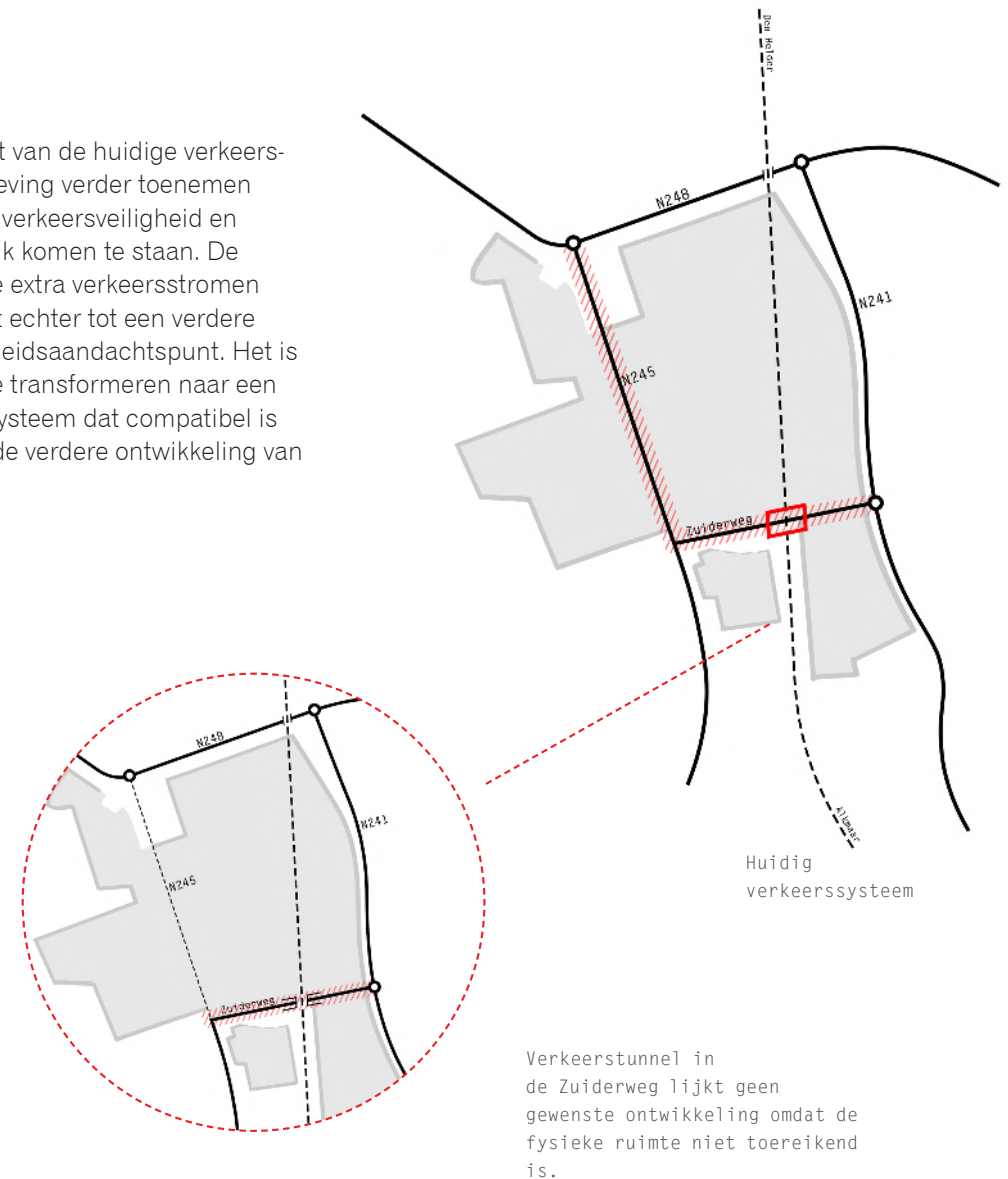 t van de huidige verkeers-
eving verder toenemen
verkeersveiligheid en
k komen te staan. De
e extra verkeersstromen
t echter tot een verdere
eidsaandachtspunt. Het is
e transformeren naar een
ysteem dat compatibel is
de verdere ontwikkeling van
Den Helder
N248
N241
N245
Zuiderweg
Alkmaar
Huidig
verkeerssysteem
N248
N241
N245
Zuiderweg
Verkeerstunnel in
de Zuiderweg lijkt geen
gewenste ontwikkeling omdat de
fysieke ruimte niet toereikend
is.